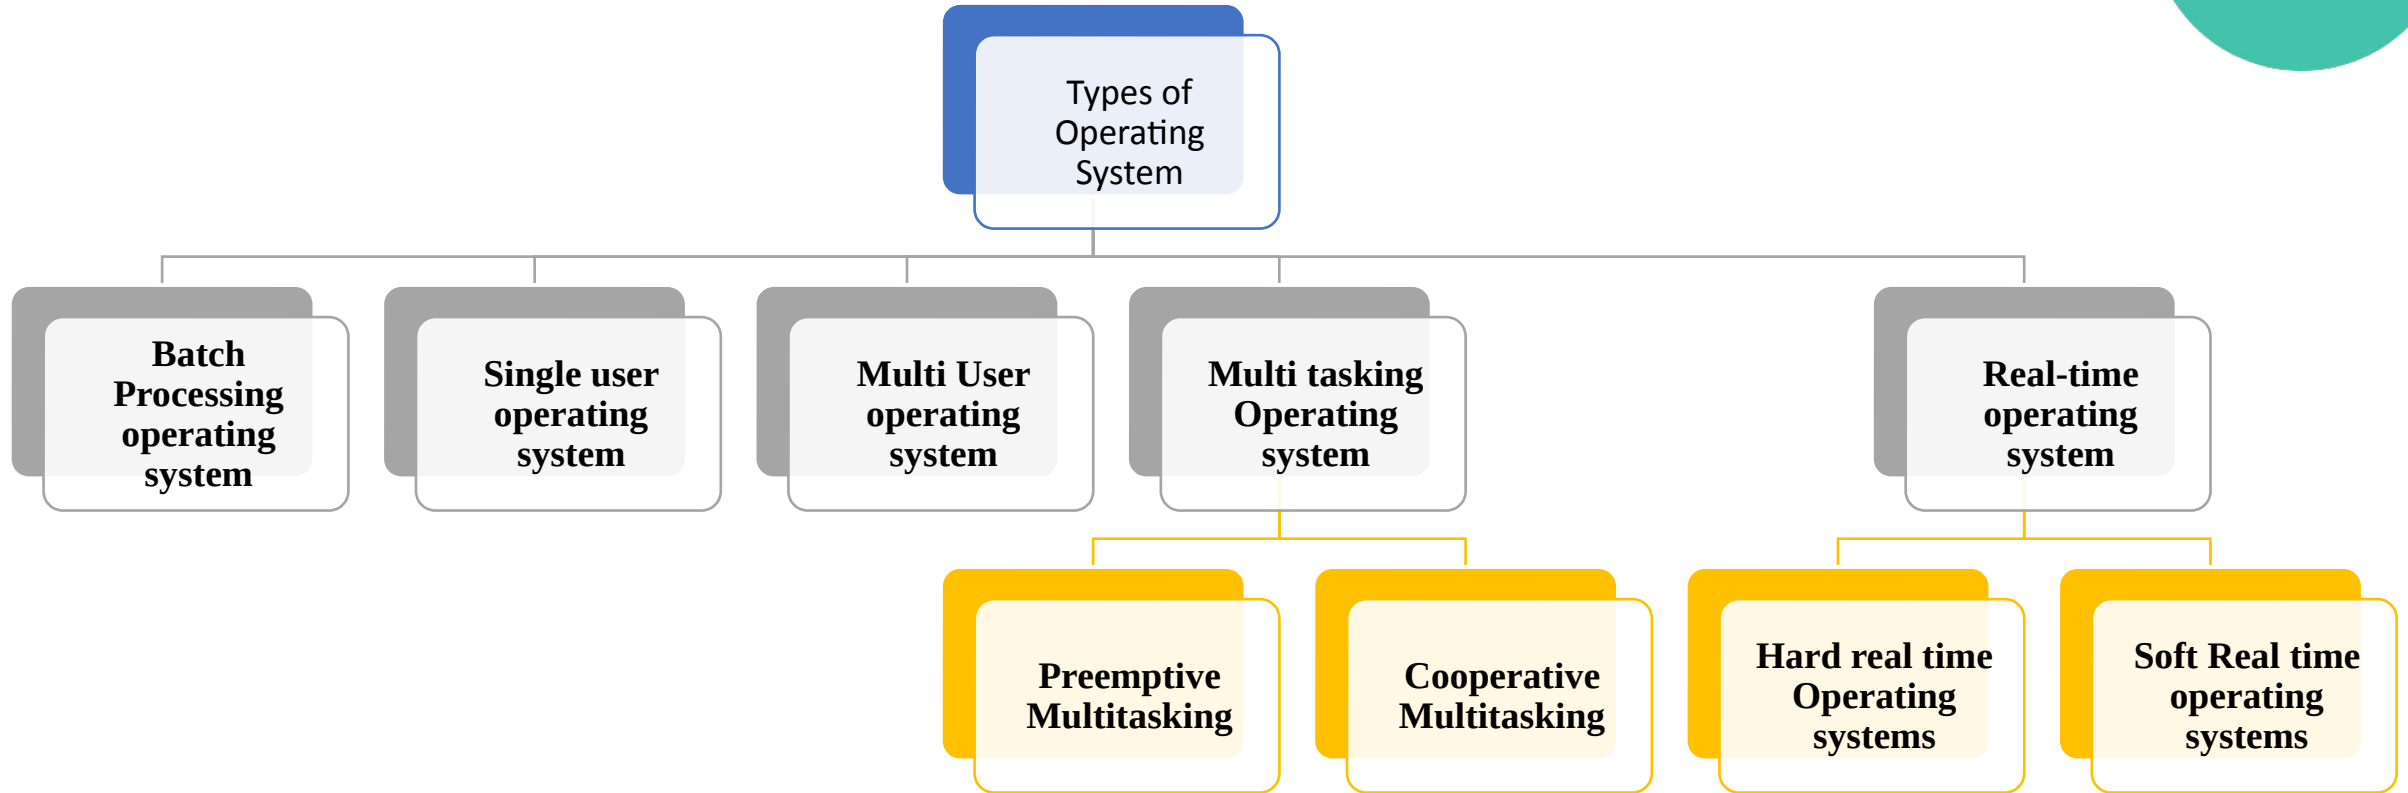 Types of
Operating
System
Batch
Processing
operating
system
Single user
operating
system
Multi User
operating
system
Multi tasking
Operating
system
Real-time
operating
system
Preemptive
Multitasking
Cooperative
Multitasking
Hard real time
Operating
systems
Soft Real time
operating
systems